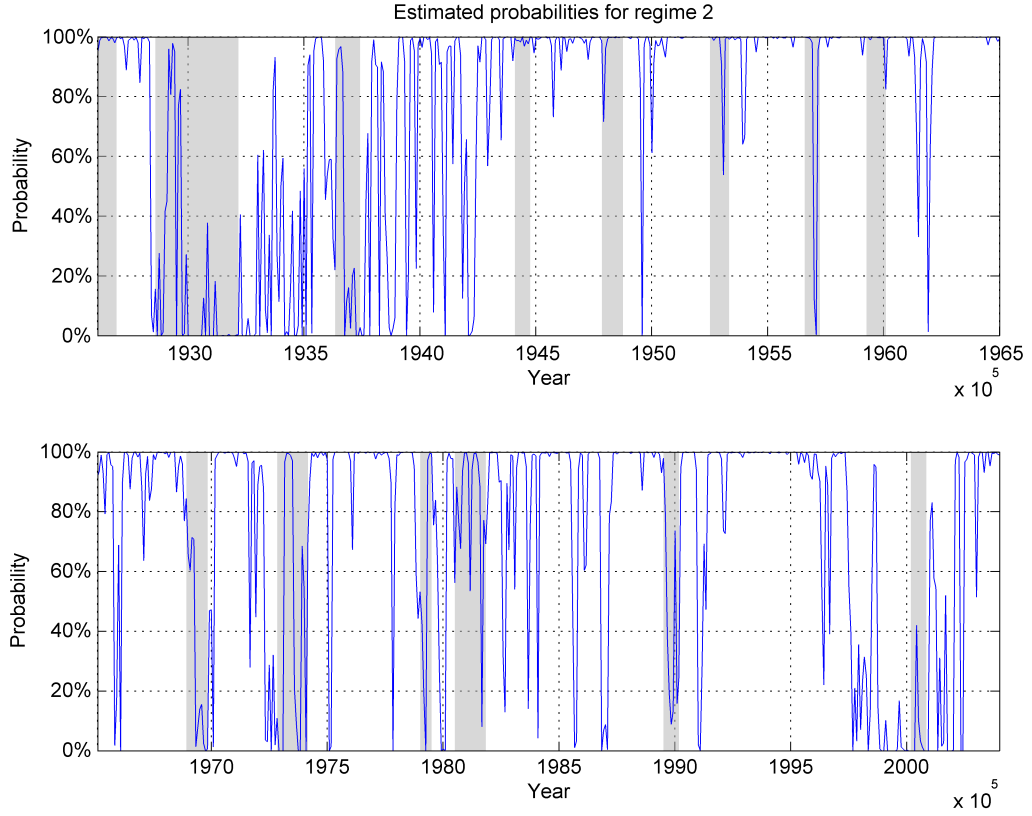 Estimated probabilities for regime 2
100%
80%
60%
40%
20%
0%
Probability
1930 1935 1940 1945 1950 1955 1960 1965
Year
x 10^5
100%
80%
60%
40%
20%
0%
Probability
1970 1975 1980 1985 1990 1995 2000
Year
x 10^5